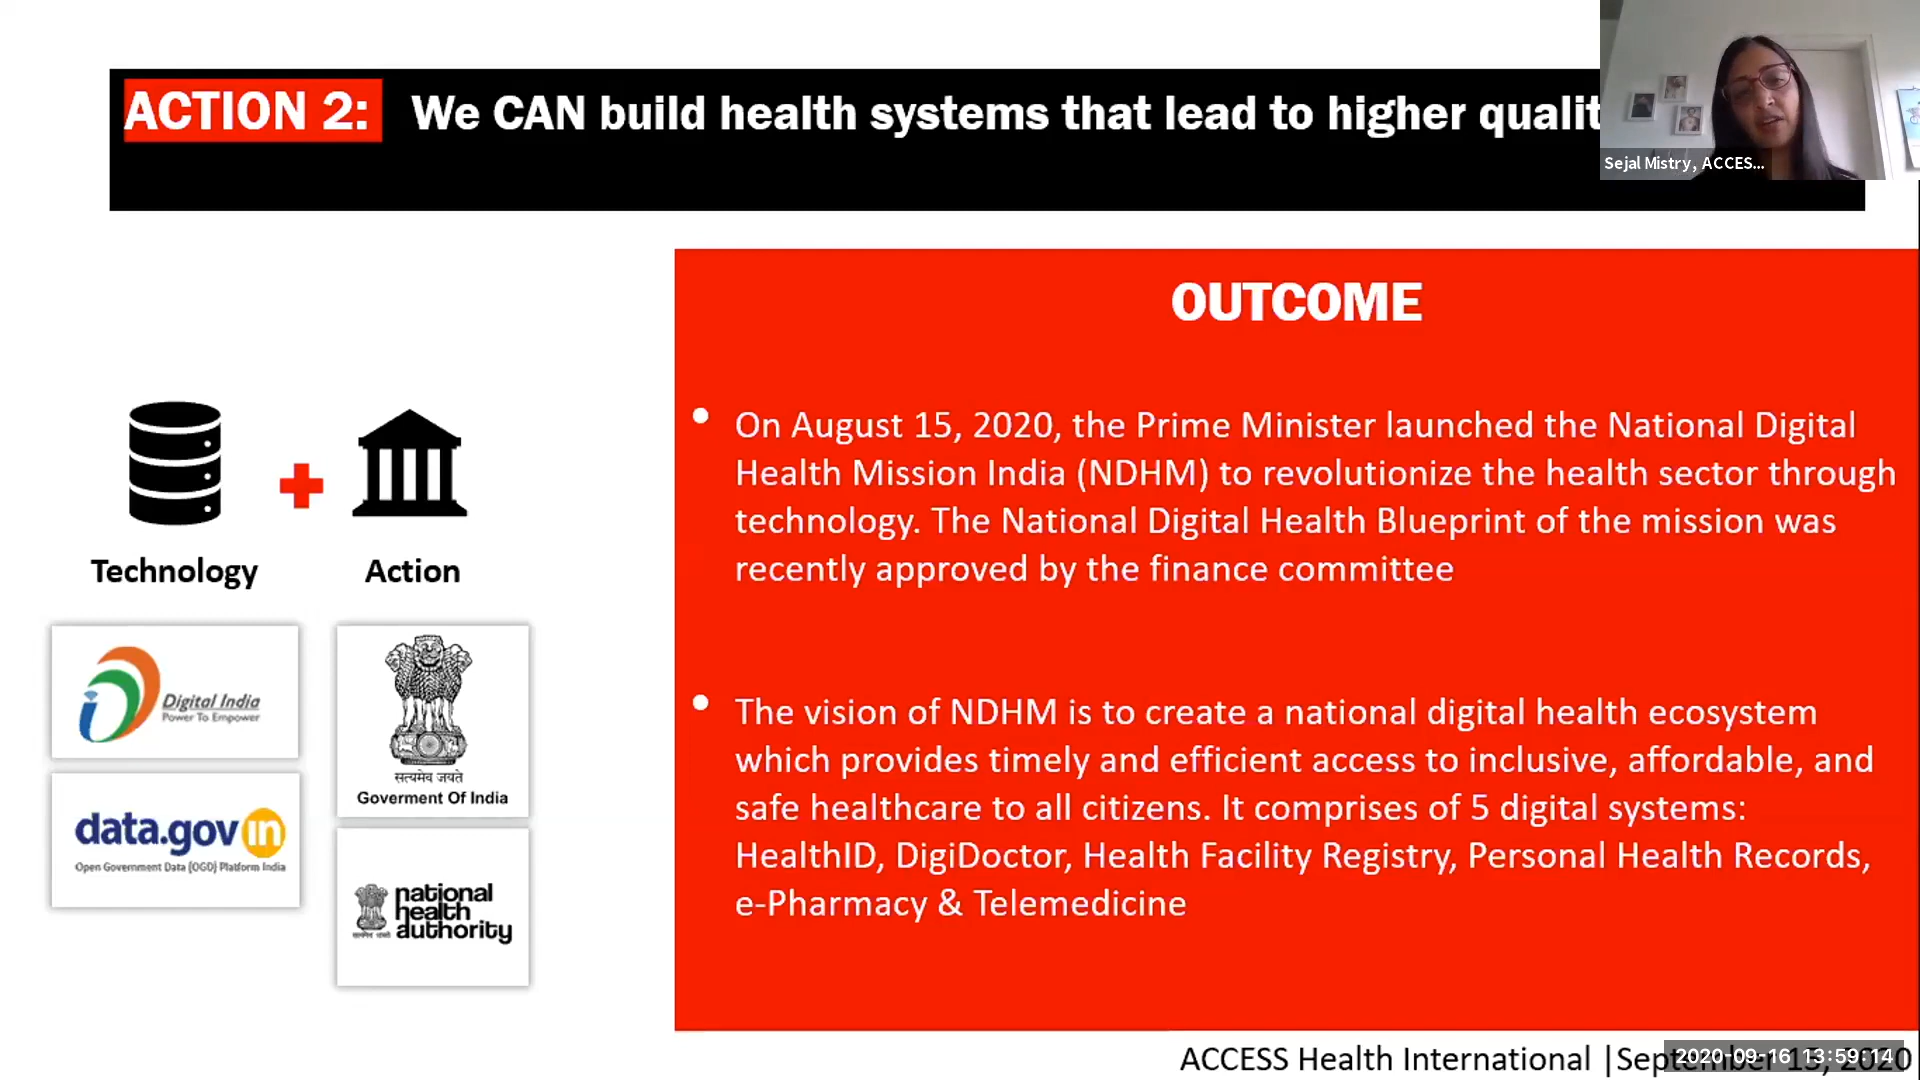 ACTION 2: We CAN build health systems that lead to higher qualit
Sejal Mistry, ACCES...
OUTCOME
• On August 15, 2020, the Prime Minister launched the National Digital
Health Mission India (NDHM) to revolutionize the health sector through
technology. The National Digital Health Blueprint of the mission was
recently approved by the finance committee
• The vision of NDHM is to create a national digital health ecosystem
which provides timely and efficient access to inclusive, affordable, and
safe healthcare to all citizens. It comprises of 5 digital systems:
HealthID, DigiDoctor, Health Facility Registry, Personal Health Records,
e-Pharmacy & Telemedicine
Technology
Action
Digital India
Power To Empower
data.gov in
Open Government Data (OGD) Platform India
सत्यमेव जयते
Goverment Of India
national
health
authority
ACCESS Health International |September 15, 2020
2020-09-16 13:59:14